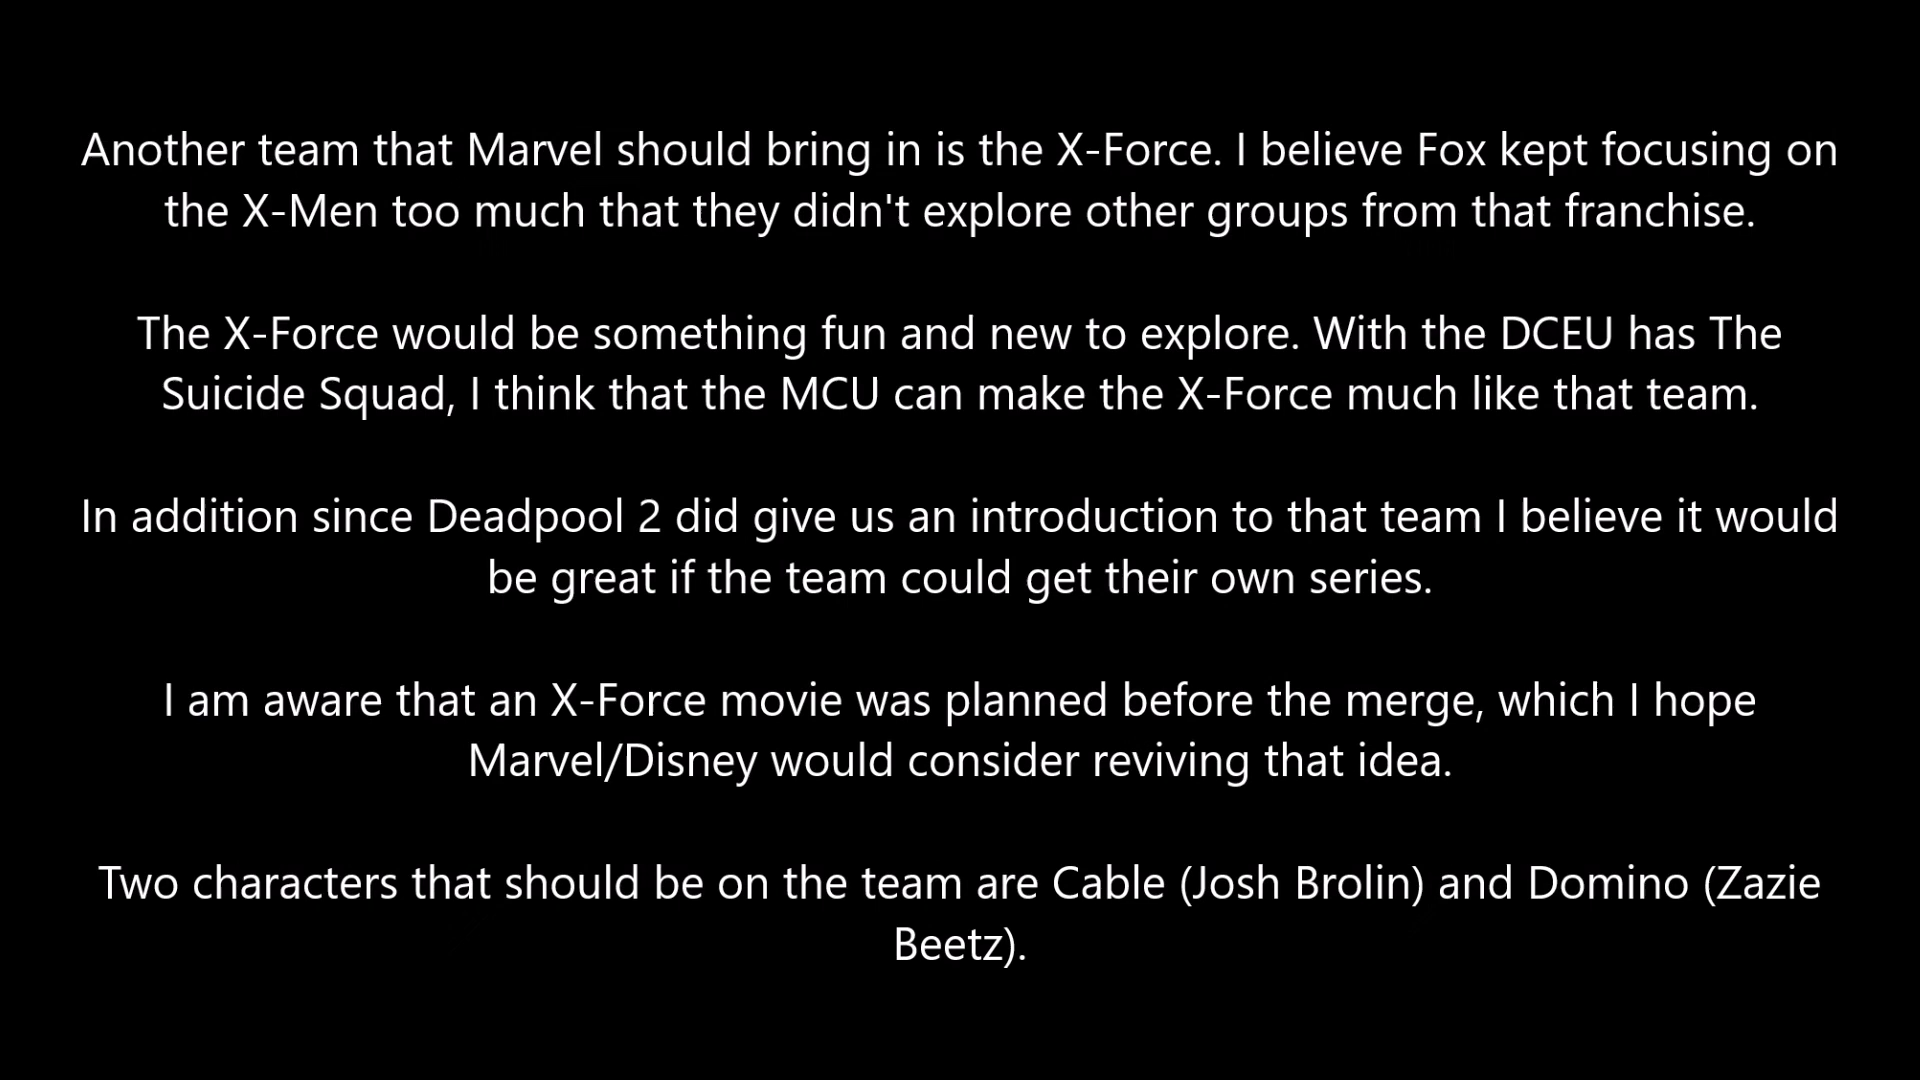 Another team that Marvel should bring in is the X-Force. I believe Fox kept focusing on
the X-Men too much that they didn't explore other groups from that franchise.
The X-Force would be something fun and new to explore. With the DCEU has The
Suicide Squad, I think that the MCU can make the X-Force much like that team.
In addition since Deadpool 2 did give us an introduction to that team I believe it would
be great if the team could get their own series.
I am aware that an X-Force movie was planned before the merge, which I hope
Marvel/Disney would consider reviving that idea.
Two characters that should be on the team are Cable (Josh Brolin) and Domino (Zazie
Beetz).